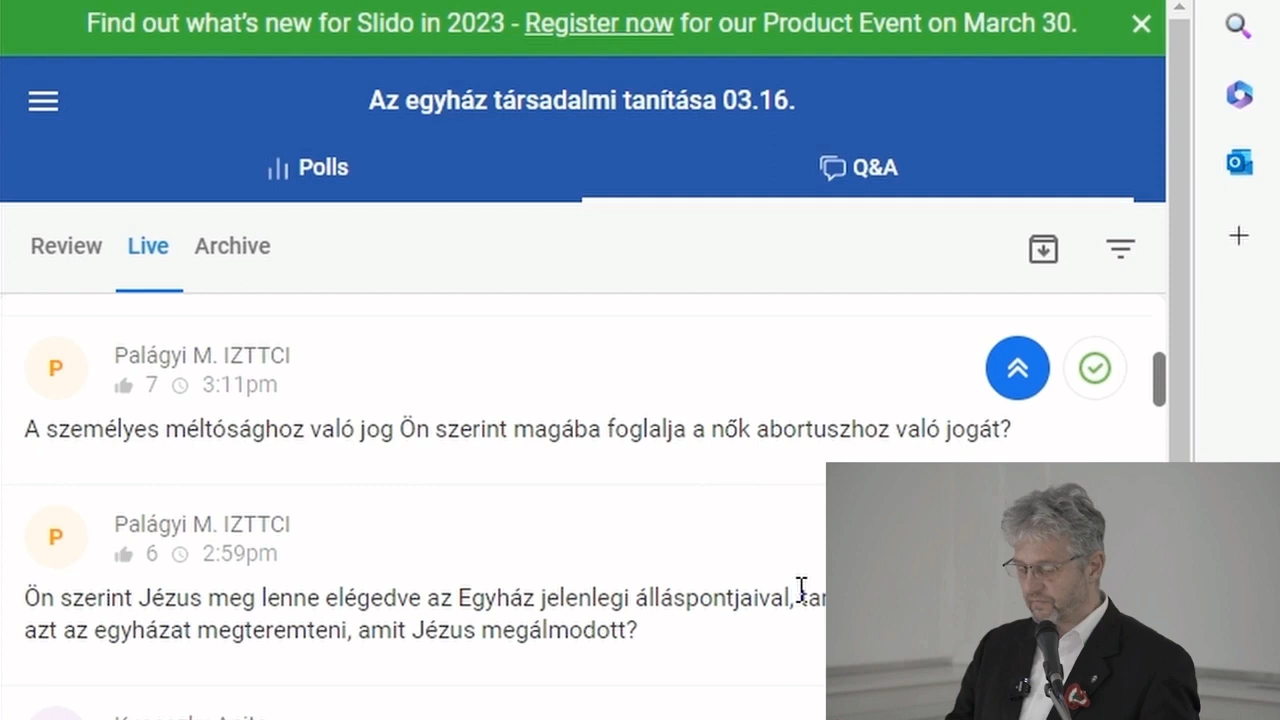 Find out what's new for Slido in 2023 - Register now for our Product Event on March 30.
Az egyház társadalmi tanítása 03.16.
Polls
Q&A
Review Live Archive
P
Palágyi M. IZTTCI
7 3:11pm
A személyes méltósághoz való jog Ön szerint magába foglalja a nők abortuszhoz való jogát?
P
Palágyi M. IZTTCI
6 2:59pm
Ön szerint Jézus meg lenne elégedve az Egyház jelenlegi álláspontjaival,
azt az egyházat megteremteni, amit Jézus megálmodott?